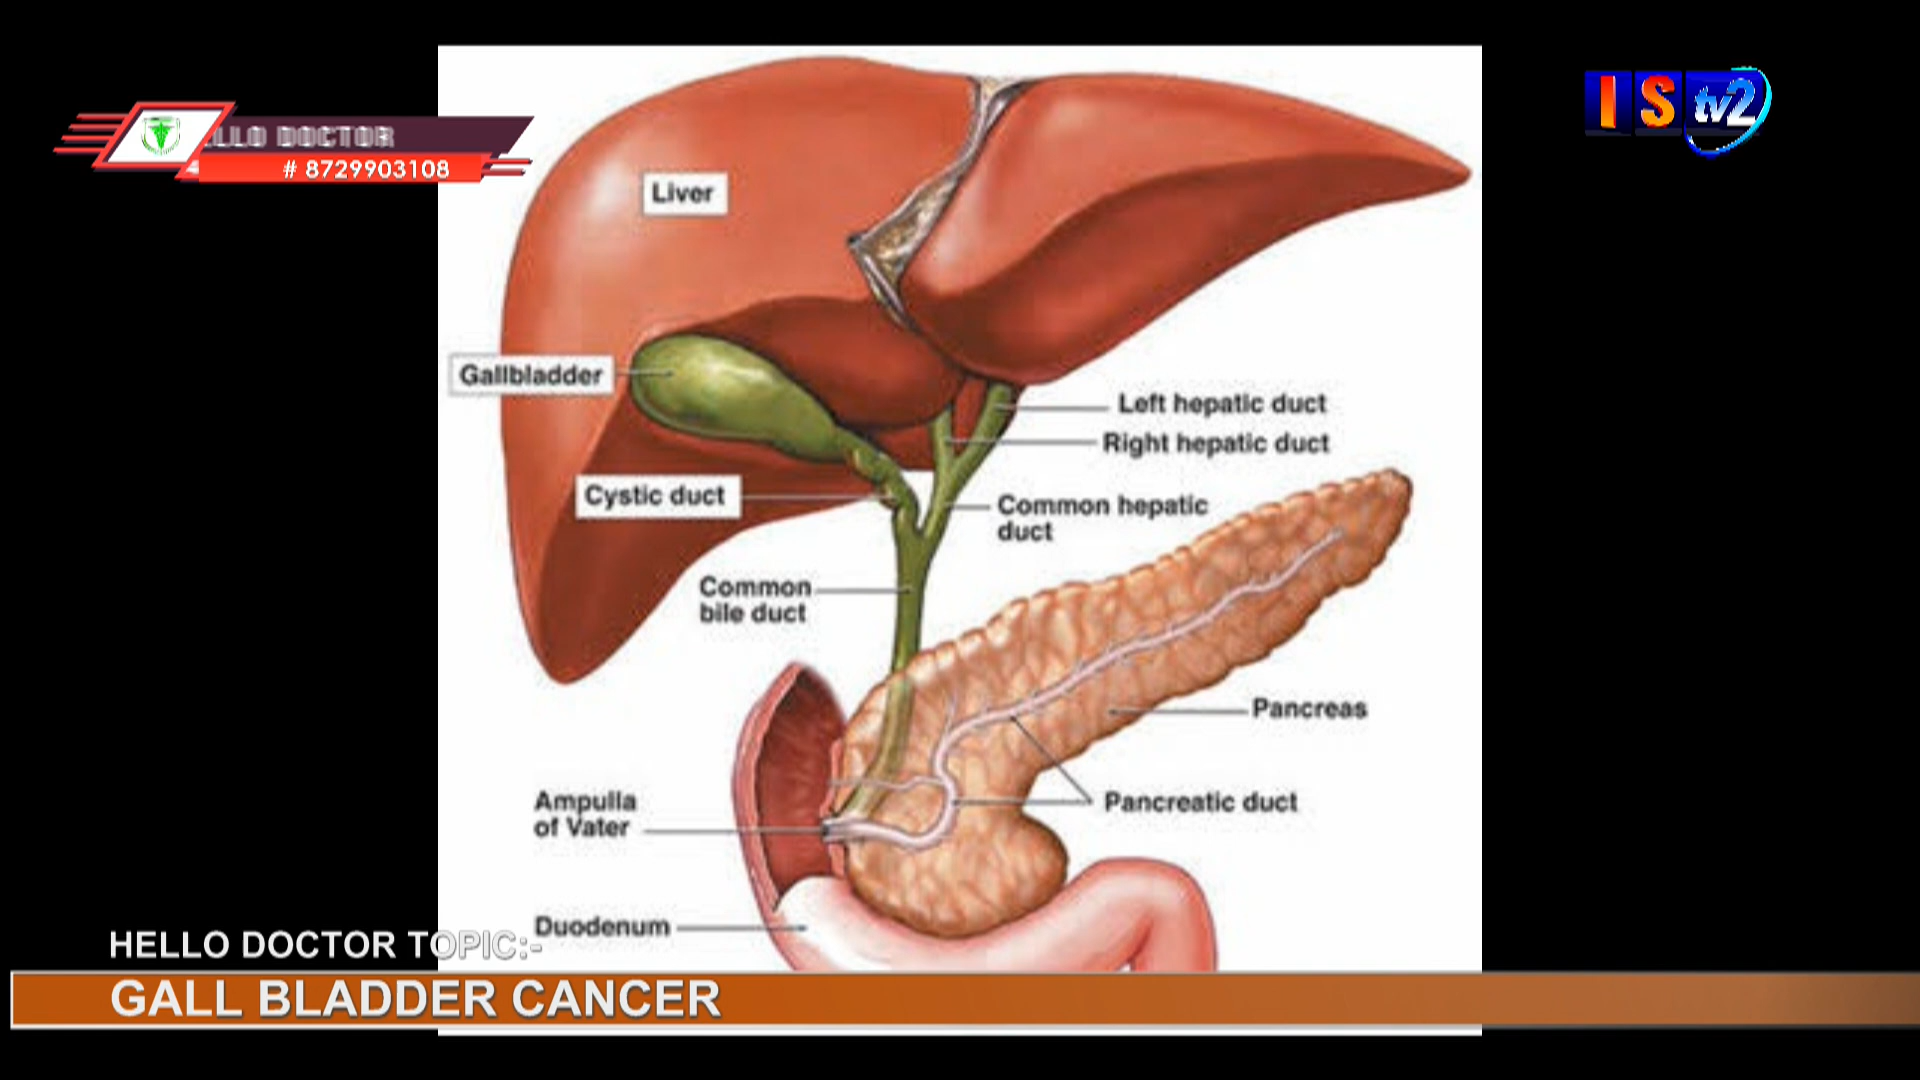 IS tv2
LLO DOCTOR
# 8729903108
Liver
Gallbladder
Left hepatic duct
Right hepatic duct
Cystic duct
Common hepatic
duct
Common
bile duct
Pancreas
Ampulla
of Vater
Pancreatic duct
Duodenum
HELLO DOCTOR TOPIC:-
GALL BLADDER CANCER